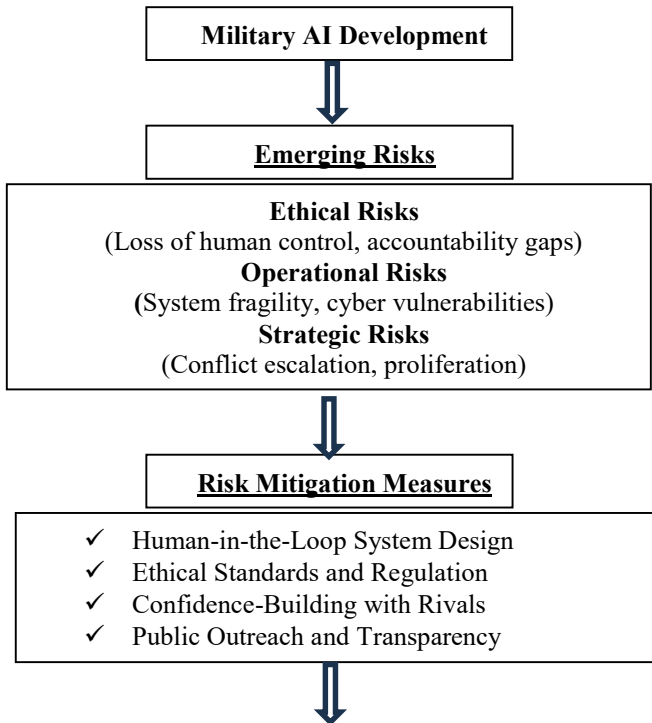 Military AI Development
Emerging Risks
Ethical Risks
(Loss of human control, accountability gaps)
Operational Risks
(System fragility, cyber vulnerabilities)
Strategic Risks
(Conflict escalation, proliferation)
Risk Mitigation Measures
✓ Human-in-the-Loop System Design
✓ Ethical Standards and Regulation
✓ Confidence-Building with Rivals
✓ Public Outreach and Transparency